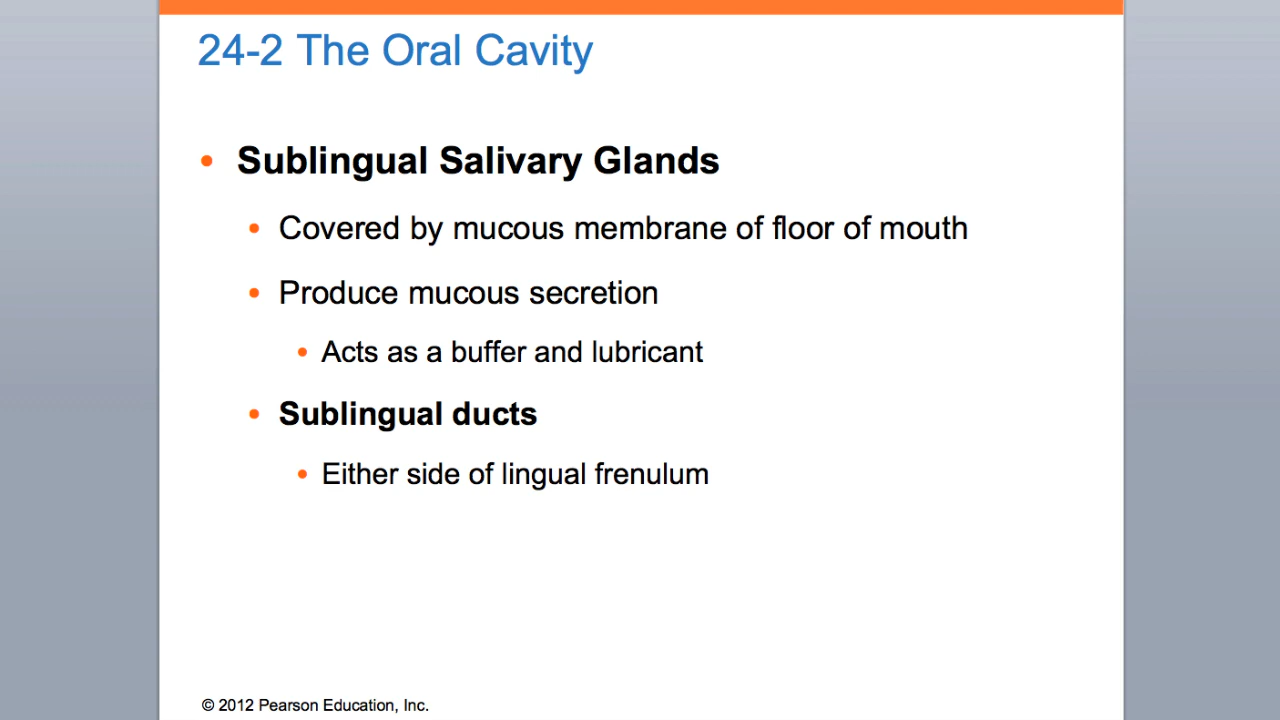 24-2 The Oral Cavity
• Sublingual Salivary Glands
• Covered by mucous membrane of floor of mouth
• Produce mucous secretion
• Acts as a buffer and lubricant
• Sublingual ducts
• Either side of lingual frenulum
© 2012 Pearson Education, Inc.